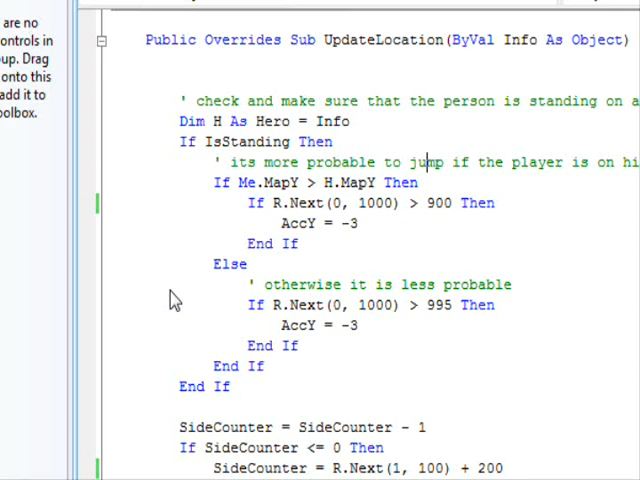 are no
ontrols in
up. Drag
onto this
add it to
oolbox.
Public Overrides Sub UpdateLocation(ByVal Info As Object)
' check and make sure that the person is standing on a
Dim H As Hero = Info
If IsStanding Then
' its more probable to jump if the player is on hi
If Me.MapY > H.MapY Then
If R.Next(0, 1000) > 900 Then
AccY = -3
End If
Else
' otherwise it is less probable
If R.Next(0, 1000) > 995 Then
AccY = -3
End If
End If
End If
SideCounter = SideCounter - 1
If SideCounter <= 0 Then
SideCounter = R.Next(1, 100) + 200